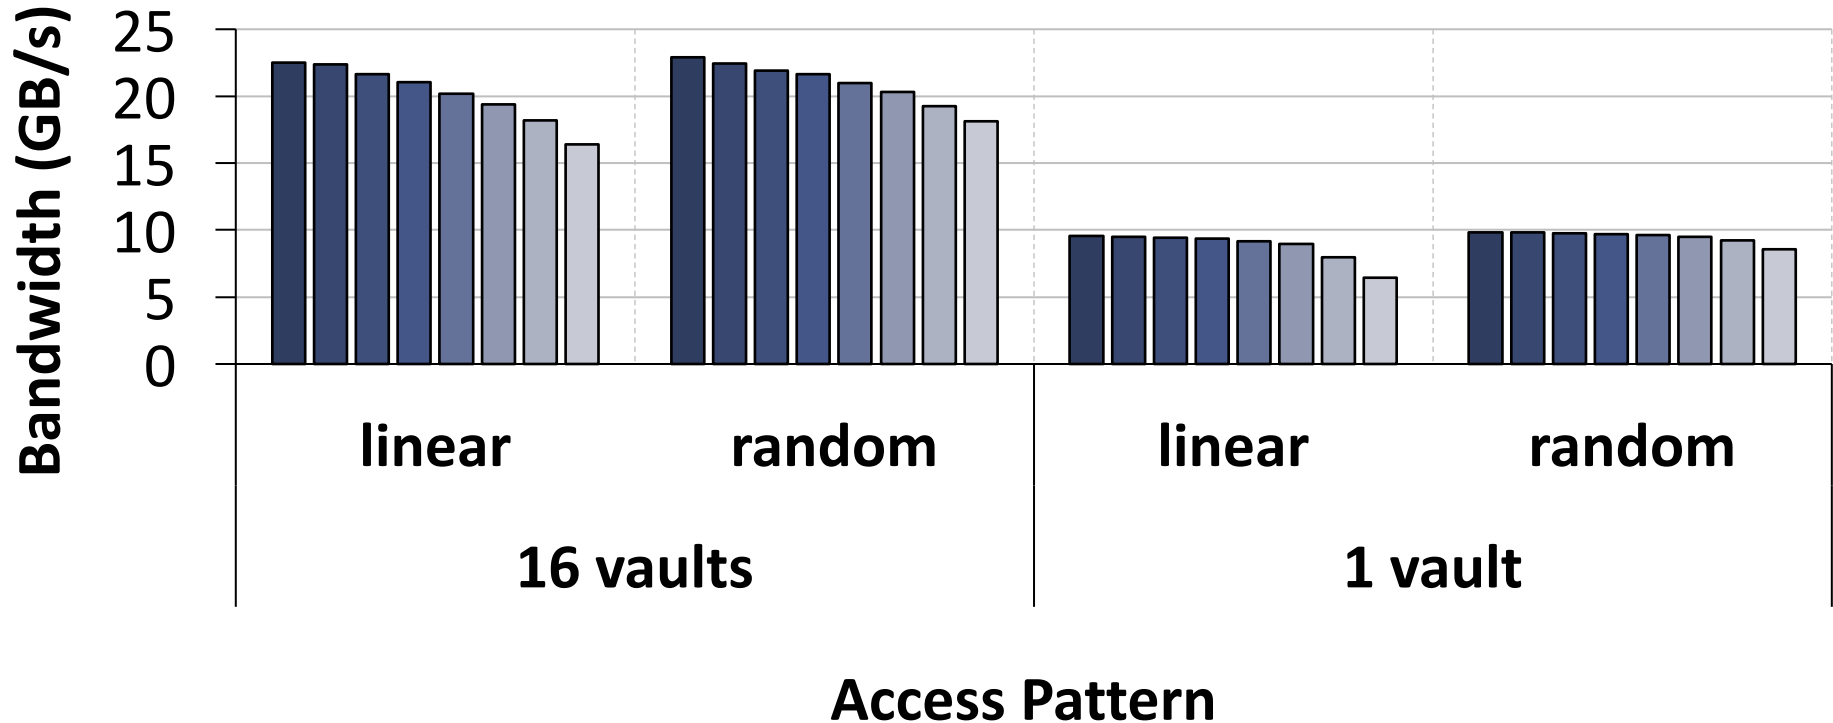 Bandwidth (GB/s)
25
20
15
10
5
0
linear random linear random
16 vaults 1 vault
Access Pattern